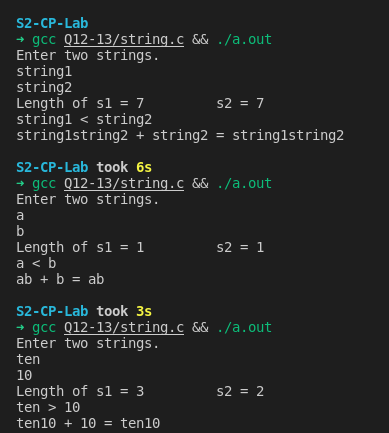 S2-CP-Lab
→ gcc Q12-13/string.c && ./a.out
Enter two strings.
string1
string2
Length of s1 = 7         s2 = 7
string1 < string2
string1string2 + string2 = string1string2
S2-CP-Lab took 6s
→ gcc Q12-13/string.c && ./a.out
Enter two strings.
a
b
Length of s1 = 1         s2 = 1
a < b
ab + b = ab
S2-CP-Lab took 3s
→ gcc Q12-13/string.c && ./a.out
Enter two strings.
ten
10
Length of s1 = 3         s2 = 2
ten > 10
ten10 + 10 = ten10